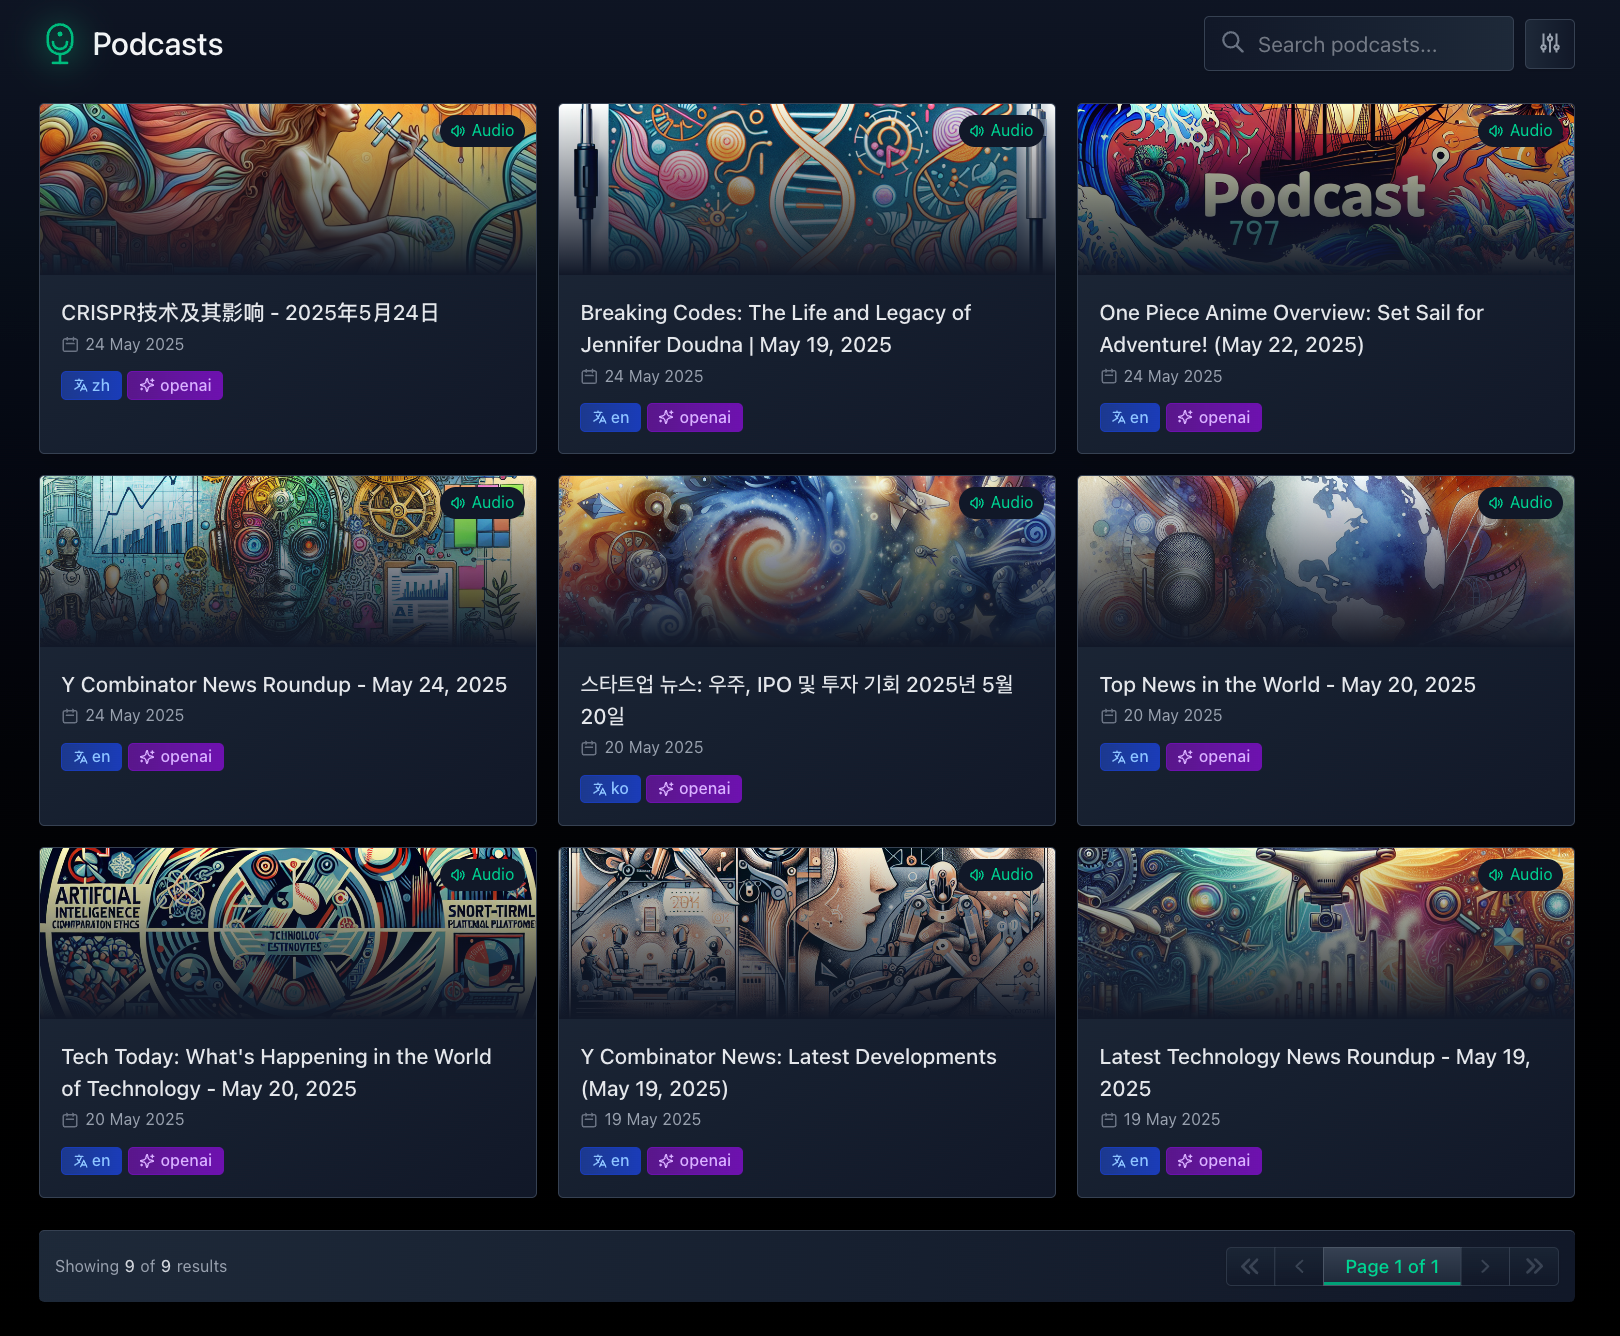 Podcasts
Search podcasts...
Audio
Audio
Audio
Podcast
797
CRISPR技术及其影响 - 2025年5月24日
24 May 2025
zh openai
Breaking Codes: The Life and Legacy of
Jennifer Doudna | May 19, 2025
24 May 2025
en openai
One Piece Anime Overview: Set Sail for
Adventure! (May 22, 2025)
24 May 2025
en openai
Audio
Audio
Audio
Y Combinator News Roundup - May 24, 2025
24 May 2025
en openai
스타트업 뉴스: 우주, IPO 및 투자 기회 2025년 5월
20일
20 May 2025
ko openai
Top News in the World - May 20, 2025
20 May 2025
en openai
Audio
ARTIFCIAL
INTELIGENECE
SNORT-TIRML
Audio
Audio
Tech Today: What's Happening in the World
of Technology - May 20, 2025
20 May 2025
en openai
Y Combinator News: Latest Developments
(May 19, 2025)
19 May 2025
en openai
Latest Technology News Roundup - May 19,
2025
19 May 2025
en openai
Showing 9 of 9 results
Page 1 of 1